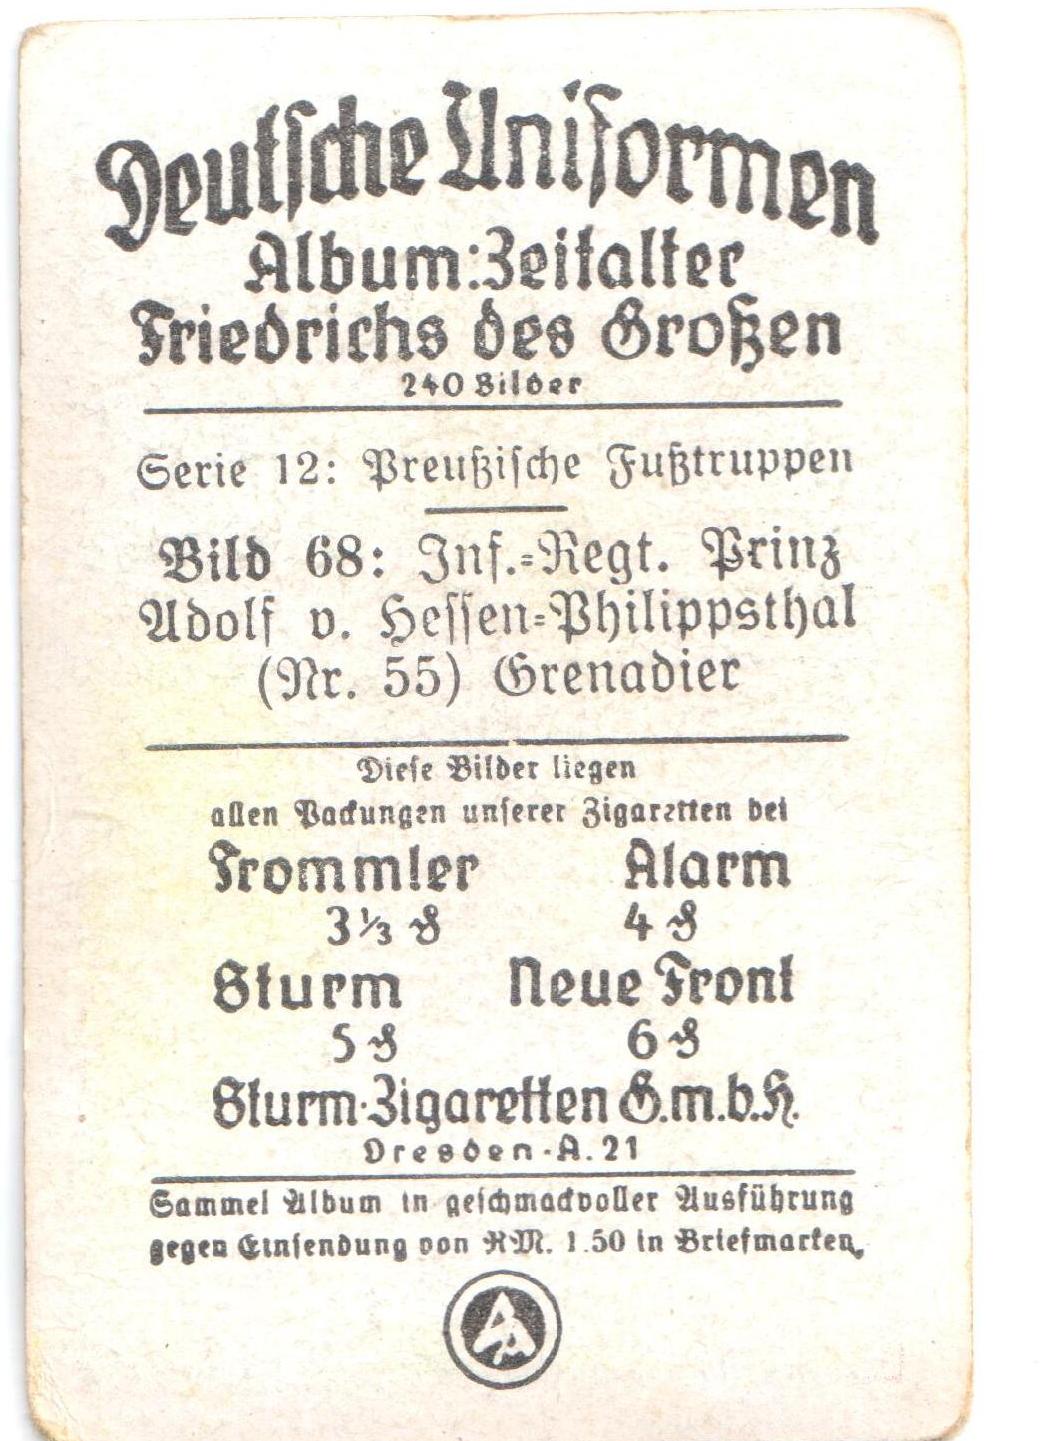 Deutsche Uniformen
Album: Zeitalter
Friedrichs des Großen
240 Bilder
Serie 12: Preußische Fußtruppen
Bild 68: Inf.-Regt. Prinz
Adolf v. Hessen-Philippsthal
(Nr. 55) Grenadier
Diese Bilder liegen
allen Packungen unserer Zigaretten bei
Trommler Alarm
3⅓ ₰ 4 ₰
Sturm Neue Front
5 ₰ 6 ₰
Sturm-Zigaretten G.m.b.H.
Dresden-A. 21
Sammel Album in geschmackvoller Ausführung
gegen Einsendung von RM. 1.50 in Briefmarken.